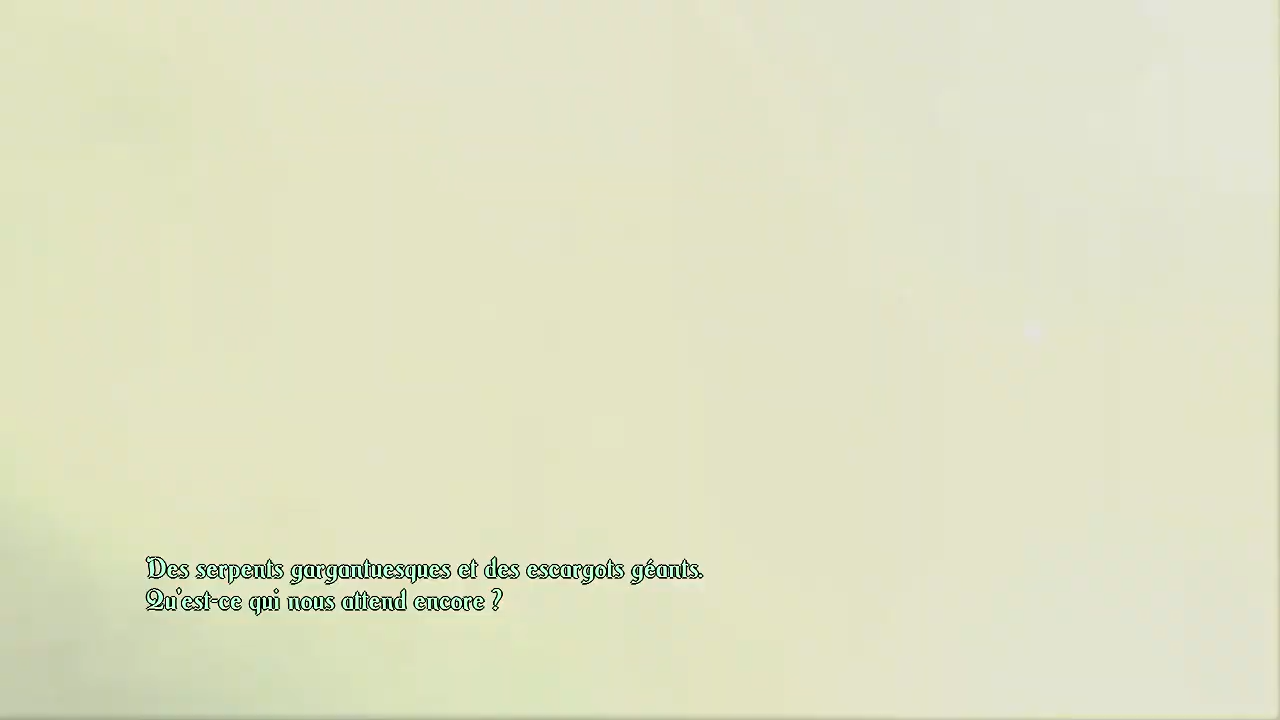 Des serpents gargantuesques et des escargots géants.
Qu'est-ce qui nous attend encore ?